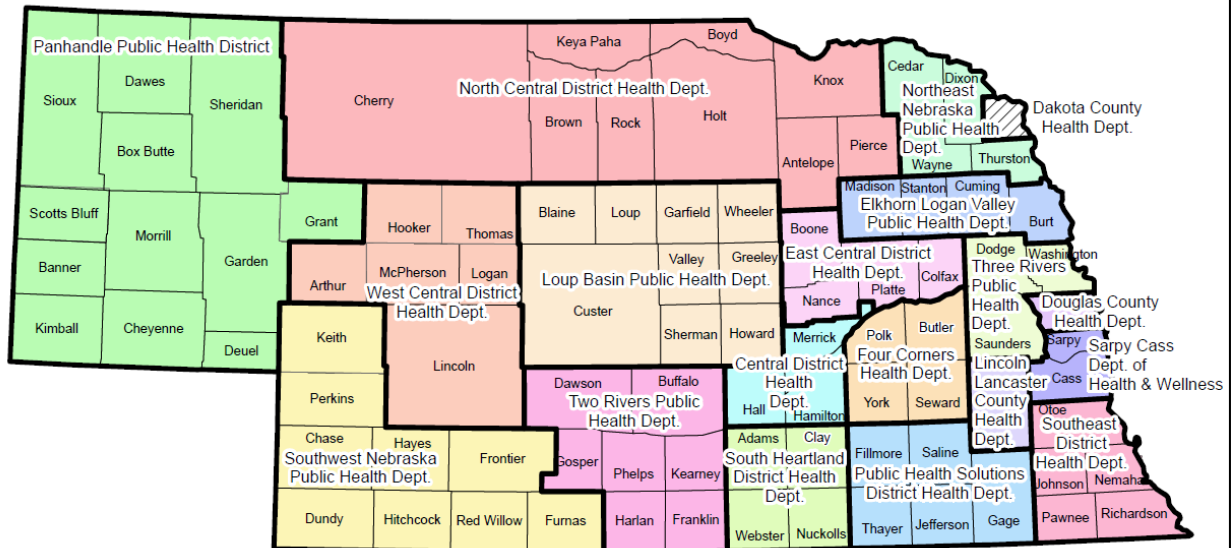 Panhandle Public Health District
Sioux
Dawes
Sheridan
Box Butte
Scotts Bluff
Morrill
Garden
Grant
Banner
Kimball
Cheyenne
Deuel
North Central District Health Dept.
Cherry
Keya Paha
Boyd
Brown
Rock
Holt
Knox
Antelope
Pierce
Northeast
Nebraska
Public Health
Dept.
Cedar
Dixon
Wayne
Thurston
Dakota County
Health Dept.
Elkhorn Logan Valley
Public Health Dept.
Madison
Stanton
Cuming
Burt
West Central District
Health Dept.
Hooker
Thomas
Arthur
McPherson
Logan
Lincoln
Loup Basin Public Health Dept.
Blaine
Loup
Garfield
Wheeler
Valley
Greeley
Custer
Sherman
Howard
East Central District
Health Dept.
Boone
Nance
Platte
Colfax
Three Rivers
Public
Health
Dept.
Dodge
Washington
Saunders
Douglas County
Health Dept.
Sarpy Cass
Dept. of
Health & Wellness
Sarpy
Cass
Central District
Health
Dept.
Merrick
Hall
Hamilton
Four Corners
Health Dept.
Polk
Butler
York
Seward
Lincoln
Lancaster
County
Health
Dept.
Southwest Nebraska
Public Health Dept.
Keith
Perkins
Chase
Hayes
Frontier
Dundy
Hitchcock
Red Willow
Furnas
Two Rivers Public
Health Dept.
Dawson
Buffalo
Gosper
Phelps
Kearney
Harlan
Franklin
South Heartland
District Health
Dept.
Adams
Clay
Webster
Nuckolls
Public Health Solutions
District Health Dept.
Fillmore
Saline
Thayer
Jefferson
Gage
Southeast
District
Health Dept.
Otoe
Johnson
Nemaha
Pawnee
Richardson